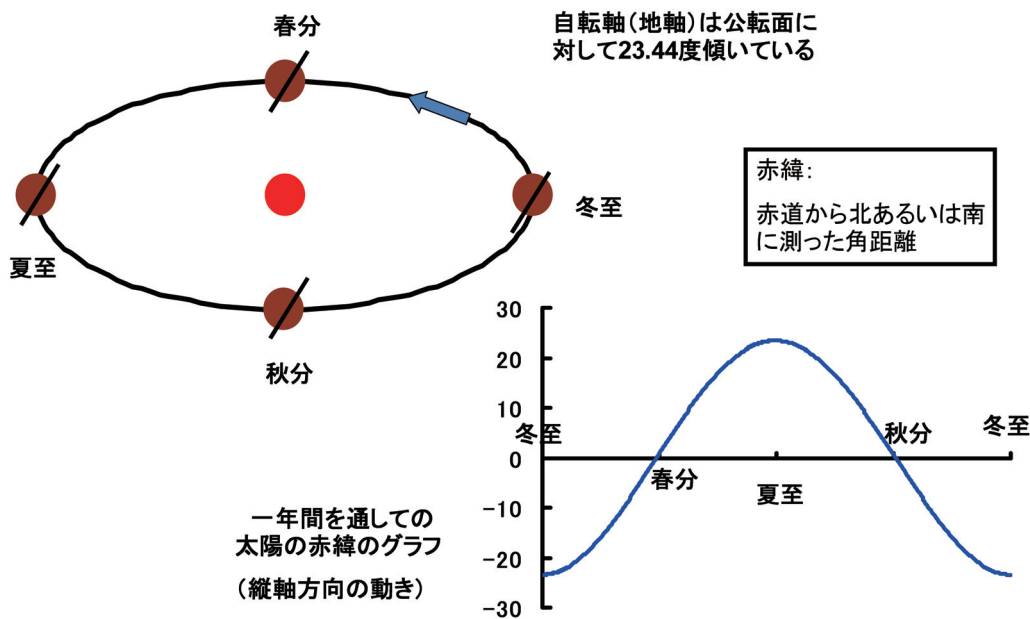 春分
自転軸（地軸）は公転面に
対して23.44度傾いている
冬至
夏至
秋分
赤緯：
赤道から北あるいは南
に測った角距離
30
20
10
0
−10
−20
−30
冬至
春分
夏至
秋分
冬至
一年間を通しての
太陽の赤緯のグラフ
（縦軸方向の動き）